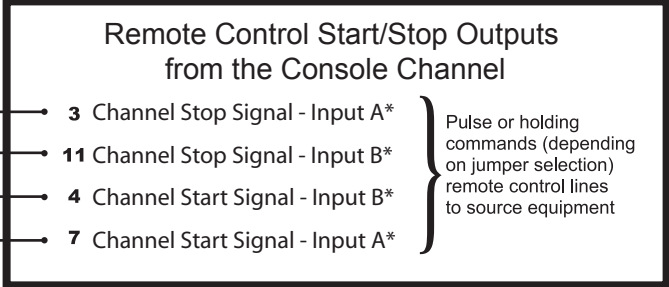 Remote Control Start/Stop Outputs
from the Console Channel
3 Channel Stop Signal - Input A*
11 Channel Stop Signal - Input B*
4 Channel Start Signal - Input B*
7 Channel Start Signal - Input A*
Pulse or holding
commands (depending
on jumper selection)
remote control lines
to source equipment